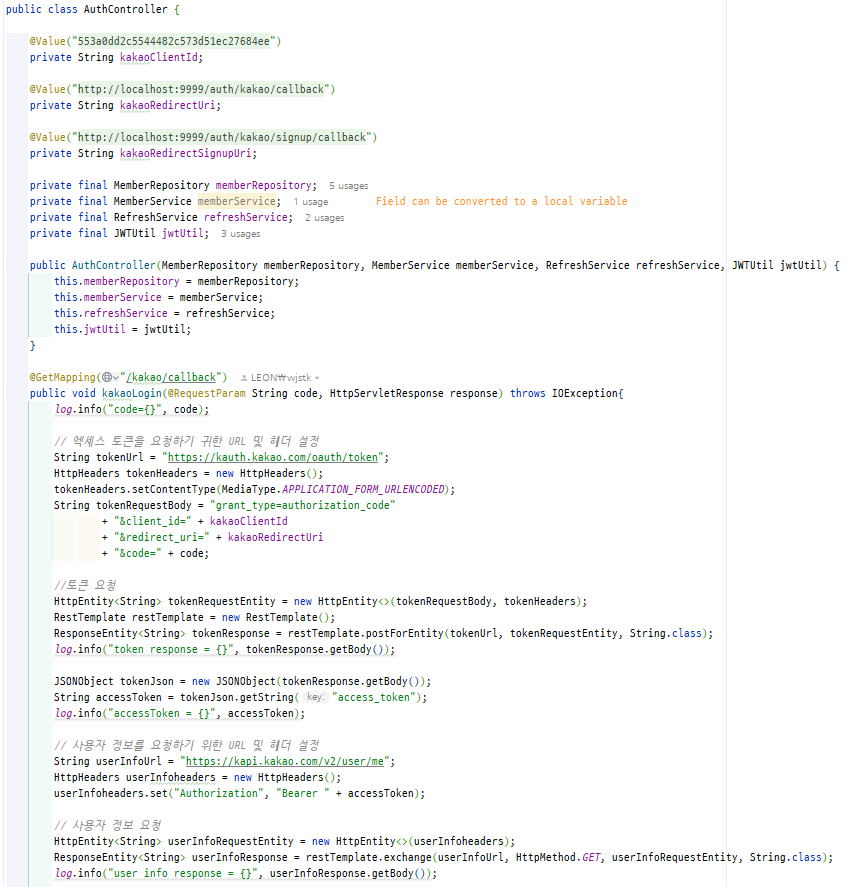 public class AuthController {
@Value("553a0dd2c5544482c573d51ec27684ee")
private String kakaoClientId;
@Value("http://localhost:9999/auth/kakao/callback")
private String kakaoRedirectUri;
@Value("http://localhost:9999/auth/kakao/signup/callback")
private String kakaoRedirectSignupUri;
private final MemberRepository memberRepository; 5 usages
private final MemberService memberService; 1 usage Field can be converted to a local variable
private final RefreshService refreshService; 2 usages
private final JWTUtil jwtUtil; 3 usages
public AuthController(MemberRepository memberRepository, MemberService memberService, RefreshService refreshService, JWTUtil jwtUtil) {
this.memberRepository = memberRepository;
this.memberService = memberService;
this.refreshService = refreshService;
this.jwtUtil = jwtUtil;
}
@GetMapping("/kakao/callback") LEON₩wjstk
public void kakaoLogin(@RequestParam String code, HttpServletResponse response) throws IOException{
log.info("code={}", code);
// 엑세스 토큰을 요청하기 귀한 URL 및 헤더 설정
String tokenUrl = "https://kauth.kakao.com/oauth/token";
HttpHeaders tokenHeaders = new HttpHeaders();
tokenHeaders.setContentType(MediaType.APPLICATION_FORM_URLENCODED);
String tokenRequestBody = "grant_type=authorization_code"
+ "&client_id=" + kakaoClientId
+ "&redirect_uri=" + kakaoRedirectUri
+ "&code=" + code;
//토큰 요청
HttpEntity<String> tokenRequestEntity = new HttpEntity<>(tokenRequestBody, tokenHeaders);
RestTemplate restTemplate = new RestTemplate();
ResponseEntity<String> tokenResponse = restTemplate.postForEntity(tokenUrl, tokenRequestEntity, String.class);
log.info("token response = {}", tokenResponse.getBody());
JSONObject tokenJson = new JSONObject(tokenResponse.getBody());
String accessToken = tokenJson.getString( key: "access_token");
log.info("accessToken = {}", accessToken);
// 사용자 정보를 요청하기 위한 URL 및 헤더 설정
String userInfoUrl = "https://kapi.kakao.com/v2/user/me";
HttpHeaders userInfoheaders = new HttpHeaders();
userInfoheaders.set("Authorization", "Bearer " + accessToken);
// 사용자 정보 요청
HttpEntity<String> userInfoRequestEntity = new HttpEntity<>(userInfoheaders);
ResponseEntity<String> userInfoResponse = restTemplate.exchange(userInfoUrl, HttpMethod.GET, userInfoRequestEntity, String.class);
log.info("user info response = {}", userInfoResponse.getBody());